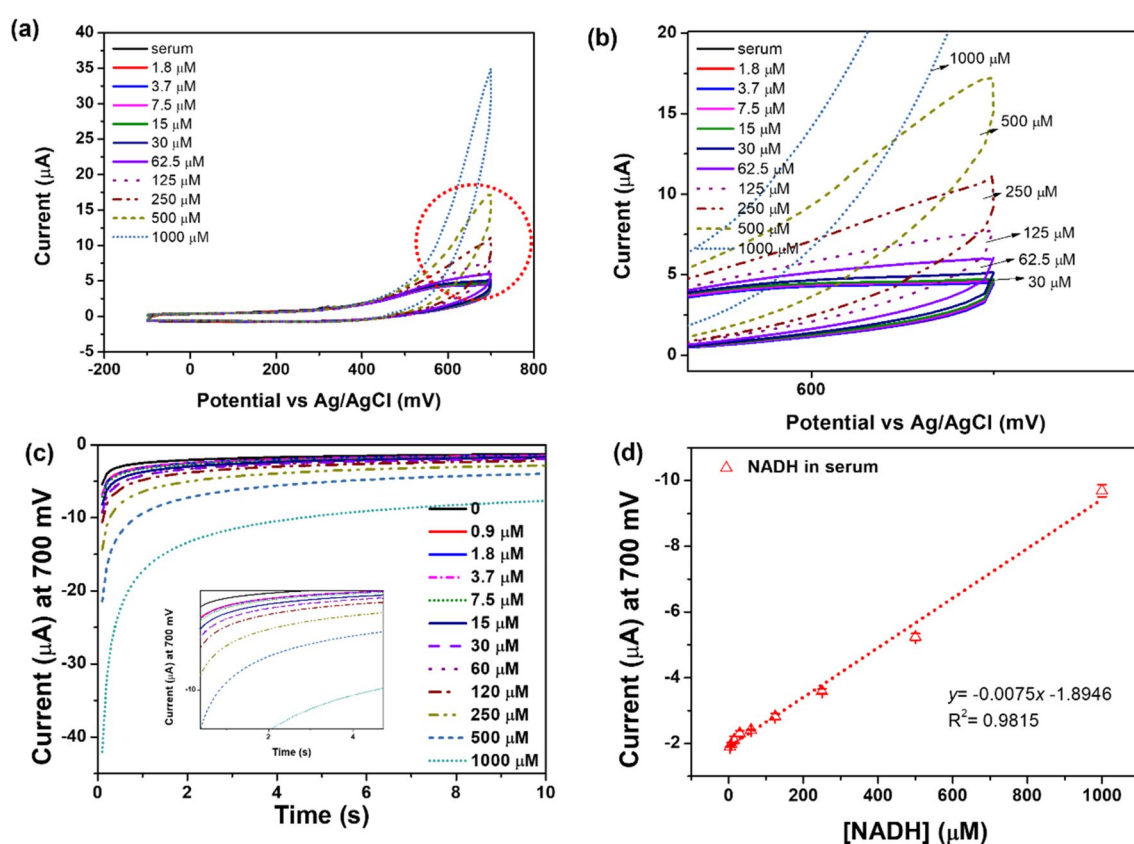 (a)
Current (μA)
40
35
30
25
20
15
10
5
0
-5
serum
1.8 μM
3.7 μM
7.5 μM
15 μM
30 μM
62.5 μM
125 μM
250 μM
500 μM
1000 μM
-200 0 200 400 600 800
Potential vs Ag/AgCl (mV)
(b)
Current (μA)
20
15
10
5
0
serum
1.8 μM
3.7 μM
7.5 μM
15 μM
30 μM
62.5 μM
125 μM
250 μM
500 μM
1000 μM
1000 μM
500 μM
250 μM
125 μM
62.5 μM
30 μM
600
Potential vs Ag/AgCl (mV)
(c)
Current (μA) at 700 mV
0
-10
-20
-30
-40
0
0.9 μM
1.8 μM
3.7 μM
7.5 μM
15 μM
30 μM
60 μM
120 μM
250 μM
500 μM
1000 μM
Current (μA) at 700 mV
-10
2 4
Time (s)
0 2 4 6 8 10
Time (s)
(d)
Current (μA) at 700 mV
NADH in serum
-10
-8
-6
-4
-2
y= -0.0075x -1.8946
R²= 0.9815
0 200 400 600 800 1000
[NADH] (μM)